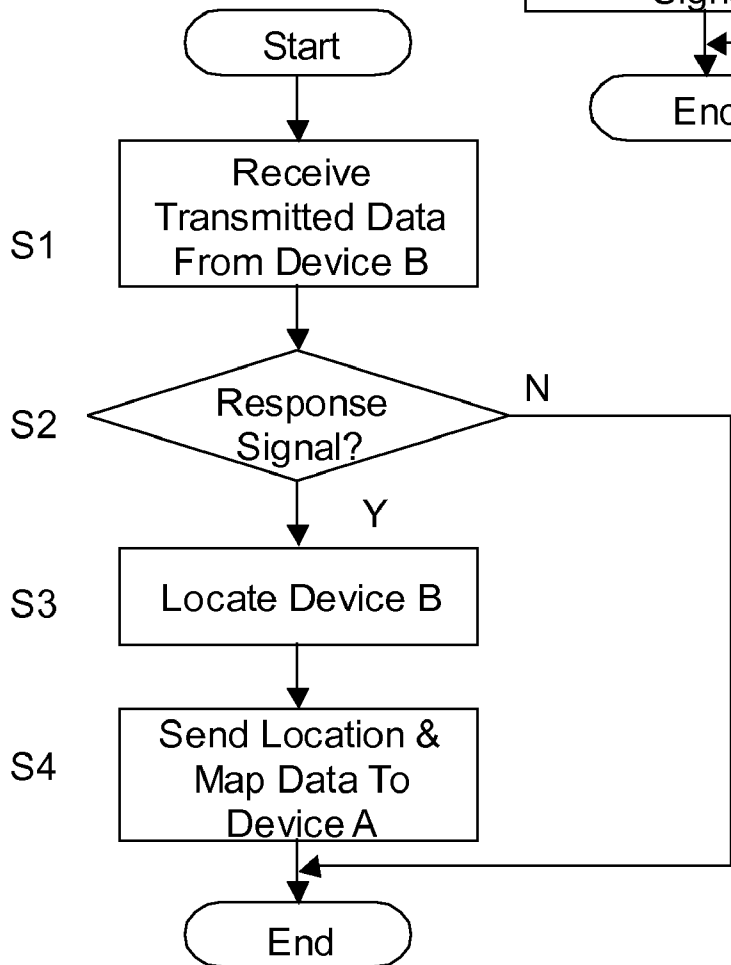 Start
Receive
Transmitted Data
From Device B
S1
Response
Signal?
S2
N
Y
Locate Device B
S3
Send Location &
Map Data To
Device A
S4
End